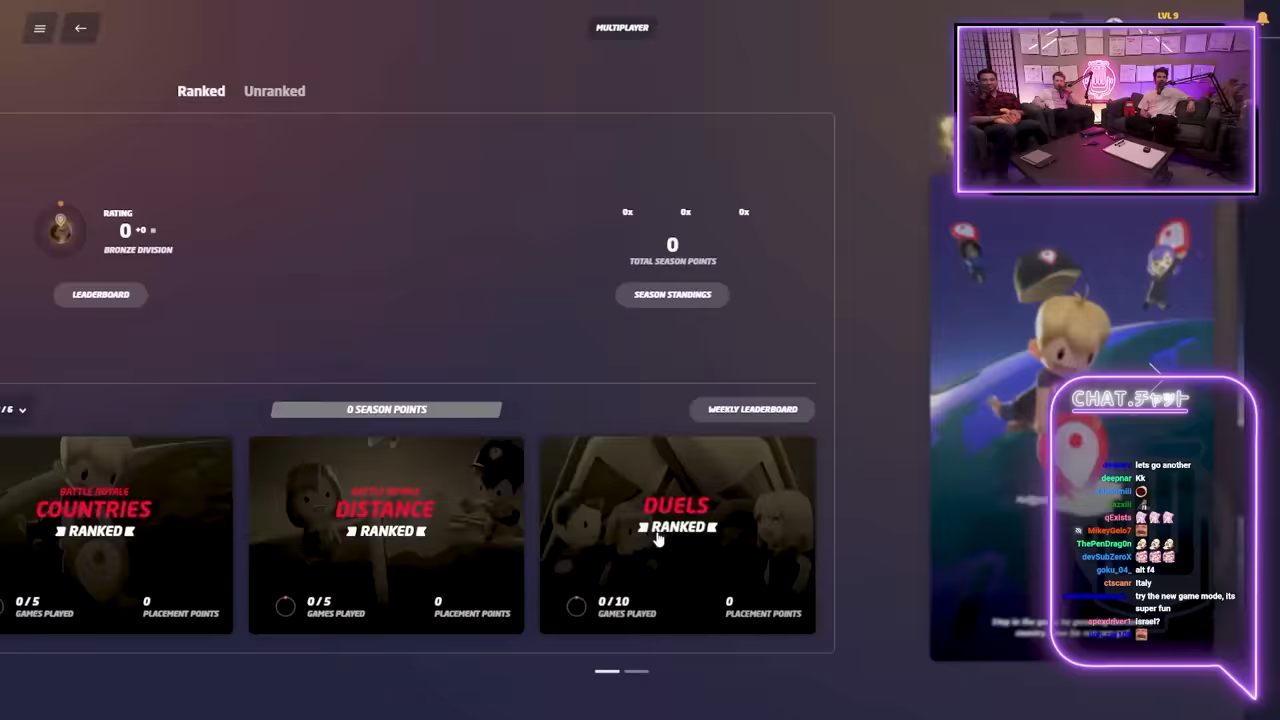 MULTIPLAYER
LVL 9
Ranked Unranked
RATING
0 +0
BRONZE DIVISION
LEADERBOARD
0x 0x 0x
0
TOTAL SEASON POINTS
SEASON STANDINGS
/6
0 SEASON POINTS
WEEKLY LEADERBOARD
BATTLE ROYALE
COUNTRIES
RANKED
0/5
GAMES PLAYED
0
PLACEMENT POINTS
BATTLE ROYALE
DISTANCE
RANKED
0/5
GAMES PLAYED
0
PLACEMENT POINTS
DUELS
RANKED
0/10
GAMES PLAYED
0
PLACEMENT POINTS
CHAT.チャット
lets go another
deepnar Kk
qExists
MikeyGelo7
ThePenDrag0n
devSubZeroX
goku_04_ alt f4
ctscanr Italy
try the new game mode, its
super fun
apexdriver1 israel?